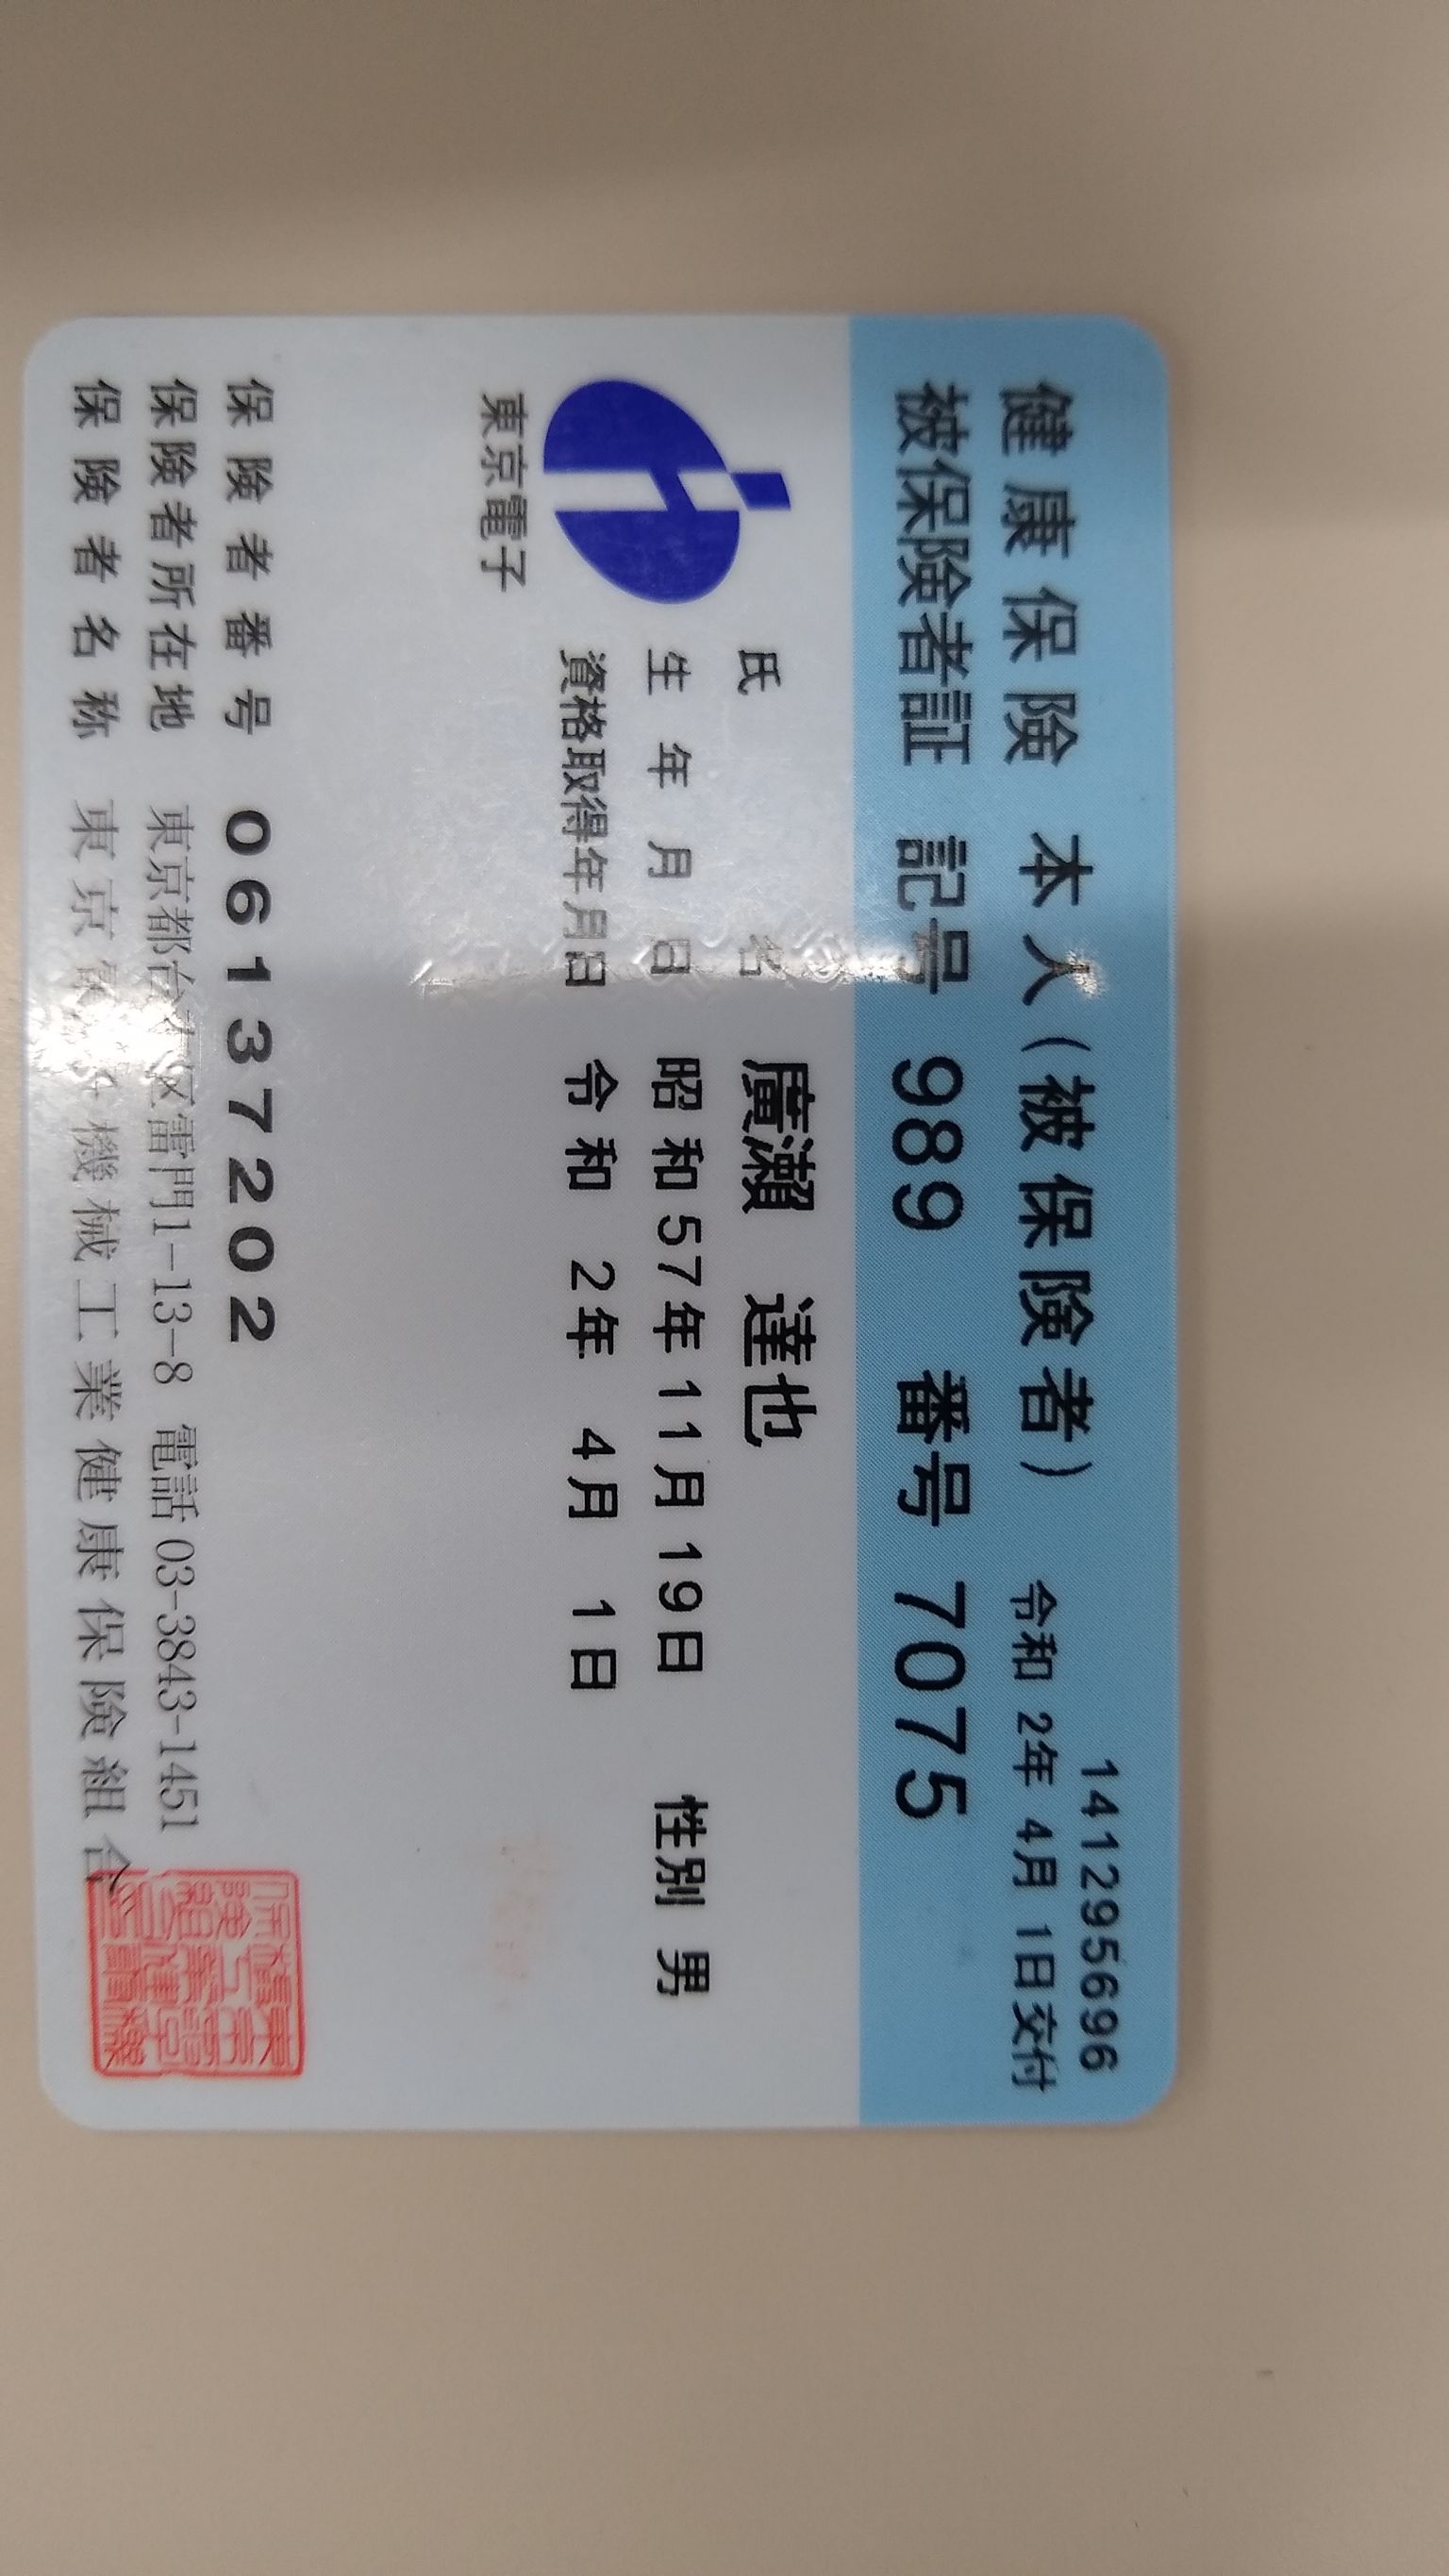 14129​5696
健康保険 本人(被保険者) 令和 2年 4月 1日交付
被保険者証 記号 989 番号 7075
氏名 廣瀬 達也
生年月日 昭和57年11月19日 性別 男
資格取得年月日 令和 2年 4月 1日
東京電子
保険者番号 06137202
保険者所在地 東京都台 区雷門1-13-8 電話 03-3843-1451
保険者名称 東京 機械工業健康保険組合